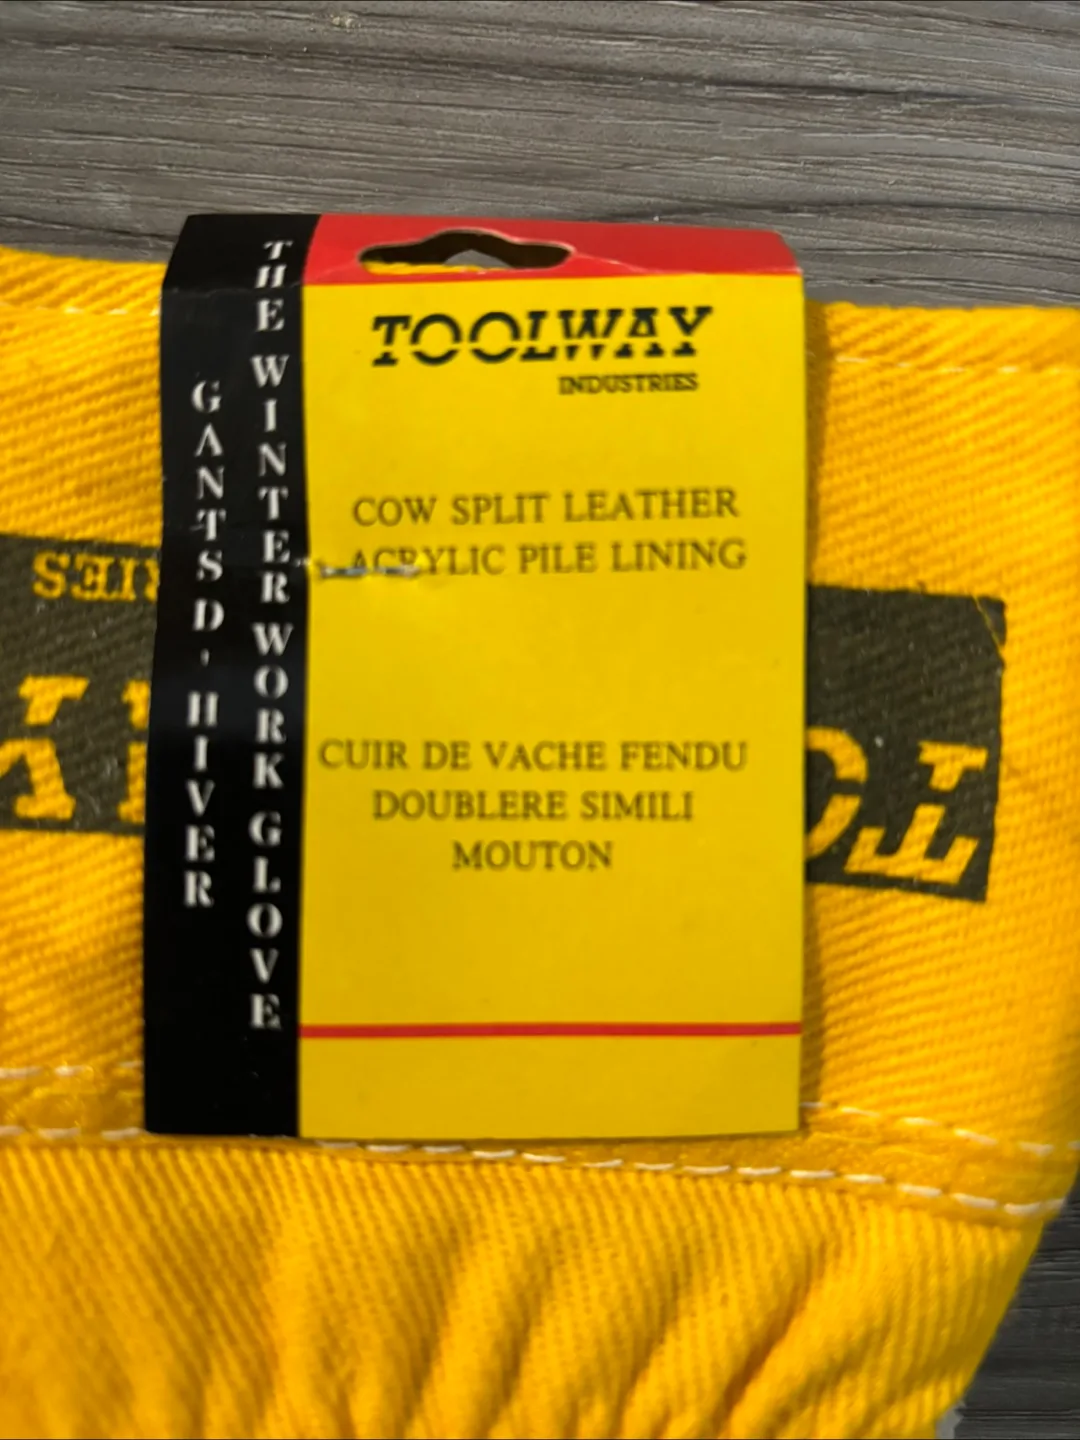 THE WINTER WORK GLOVE
GANTS D'HIVER
TOOLWAY
INDUSTRIES
COW SPLIT LEATHER
ACRYLIC PILE LINING
CUIR DE VACHE FENDU
DOUBLERE SIMILI
MOUTON